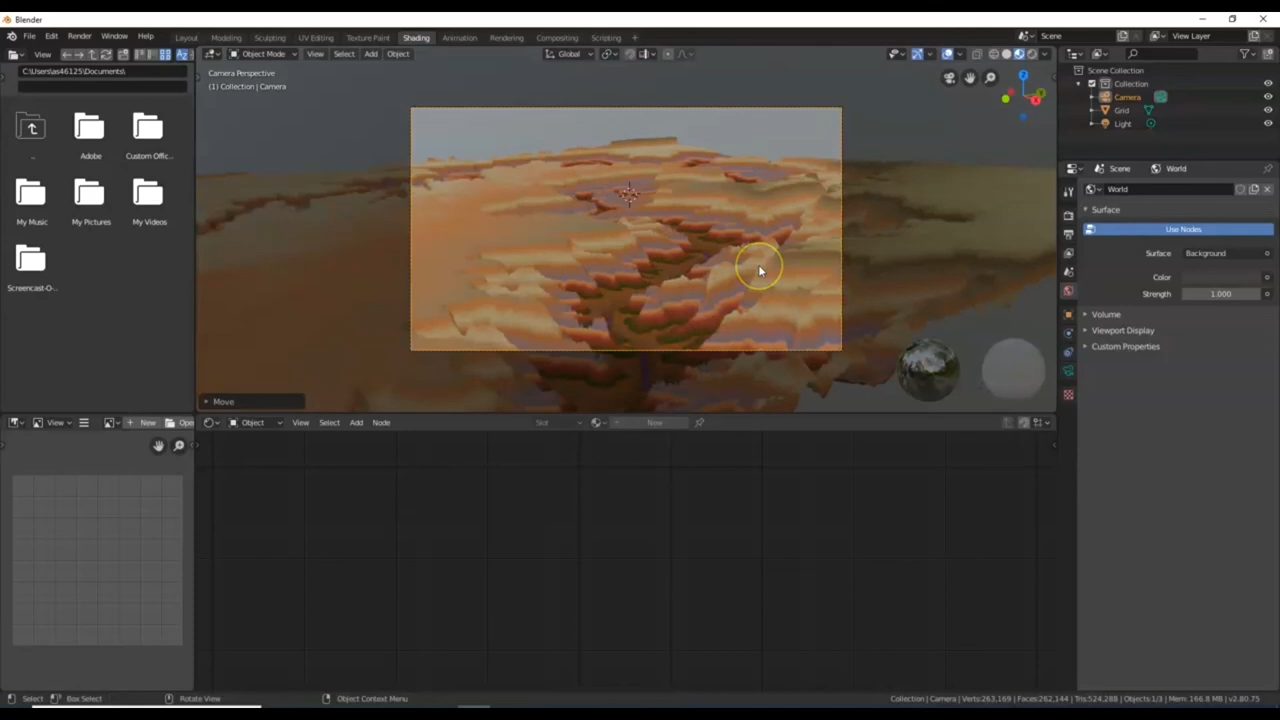 Blender
File Edit Render Window Help
Layout Modeling Sculpting UV Editing Texture Paint Shading Animation Rendering Compositing Scripting +
Scene
View Layer
View
Object Mode View Select Add Object
Global
C:\Users\as46125\Documents\
Camera Perspective
(1) Collection | Camera
..
Adobe
Custom Offic...
My Music
My Pictures
My Videos
Screencast-O-...
Move
Scene Collection
Collection
Camera
Grid
Light
Scene
World
World
Surface
Use Nodes
Surface
Background
Color
Strength
1.000
Volume
Viewport Display
Custom Properties
View
New
Open
Object View Select Add Node
Slot
New
Select
Box Select
Rotate View
Object Context Menu
Collection | Camera | Verts:263,169 | Faces:262,144 | Tris:524,288 | Objects:1/3 | Mem: 166.8 MB | v2.80.75